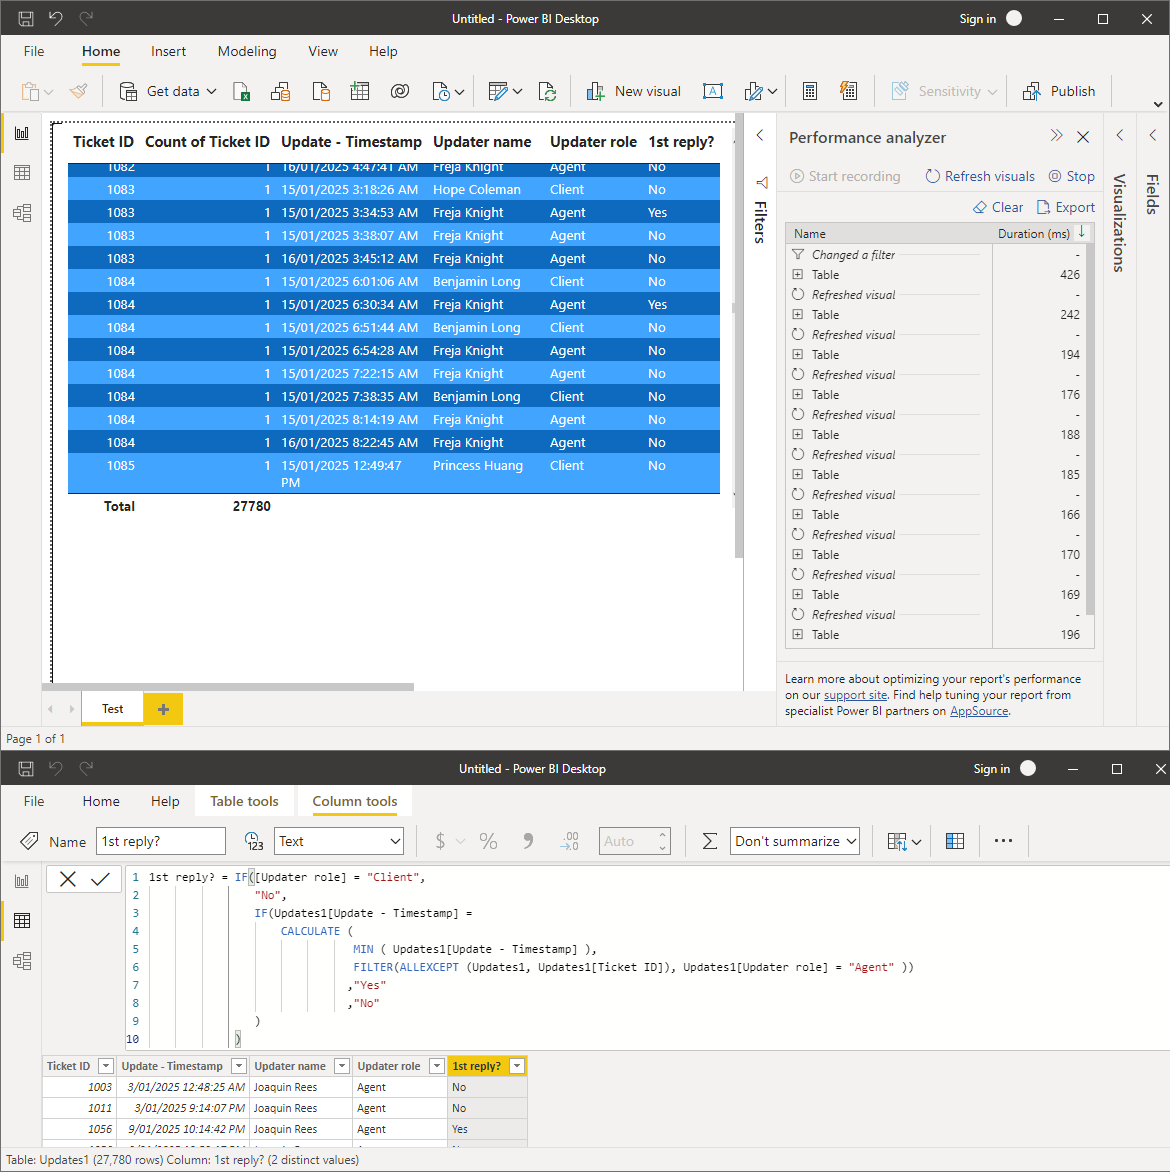 Untitled - Power BI Desktop
Sign in
File Home Insert Modeling View Help
Get data New visual Sensitivity Publish
Ticket ID Count of Ticket ID Update - Timestamp Updater name Updater role 1st reply?
1082 1 16/01/2025 4:47:41 AM Freja Knight Agent No
1083 1 15/01/2025 3:18:26 AM Hope Coleman Client No
1083 1 15/01/2025 3:34:53 AM Freja Knight Agent Yes
1083 1 15/01/2025 3:38:07 AM Freja Knight Agent No
1083 1 16/01/2025 3:45:12 AM Freja Knight Agent No
1084 1 15/01/2025 6:01:06 AM Benjamin Long Client No
1084 1 15/01/2025 6:30:34 AM Freja Knight Agent Yes
1084 1 15/01/2025 6:51:44 AM Benjamin Long Client No
1084 1 15/01/2025 6:54:28 AM Freja Knight Agent No
1084 1 15/01/2025 7:22:15 AM Freja Knight Agent No
1084 1 15/01/2025 7:38:35 AM Benjamin Long Client No
1084 1 15/01/2025 8:14:19 AM Freja Knight Agent No
1084 1 16/01/2025 8:22:45 AM Freja Knight Agent No
1085 1 15/01/2025 12:49:47 PM Princess Huang Client No
Total 27780
Filters
Performance analyzer
Start recording Refresh visuals Stop
Clear Export
Name Duration (ms)
Changed a filter -
Table 426
Refreshed visual -
Table 242
Refreshed visual -
Table 194
Refreshed visual -
Table 176
Refreshed visual -
Table 188
Refreshed visual -
Table 185
Refreshed visual -
Table 166
Refreshed visual -
Table 170
Refreshed visual -
Table 169
Refreshed visual -
Table 196
Learn more about optimizing your report's performance
on our support site. Find help tuning your report from
specialist Power BI partners on AppSource.
Visualizations
Fields
Test
Page 1 of 1
Untitled - Power BI Desktop
Sign in
File Home Help Table tools Column tools
Name 1st reply? 123 Text $ % 9 .00 .0 Auto Σ Don't summarize ...
1 1st reply? = IF([Updater role] = "Client",
2 "No",
3 IF(Updates1[Update - Timestamp] =
4 CALCULATE (
5 MIN ( Updates1[Update - Timestamp] ),
6 FILTER(ALLEXCEPT (Updates1, Updates1[Ticket ID]), Updates1[Updater role] = "Agent" ))
7 ,"Yes"
8 ,"No"
9 )
10 )
Ticket ID Update - Timestamp Updater name Updater role 1st reply?
1003 3/01/2025 12:48:25 AM Joaquin Rees Agent No
1011 3/01/2025 9:14:07 PM Joaquin Rees Agent No
1056 9/01/2025 10:14:42 PM Joaquin Rees Agent Yes
Table: Updates1 (27,780 rows) Column: 1st reply? (2 distinct values)